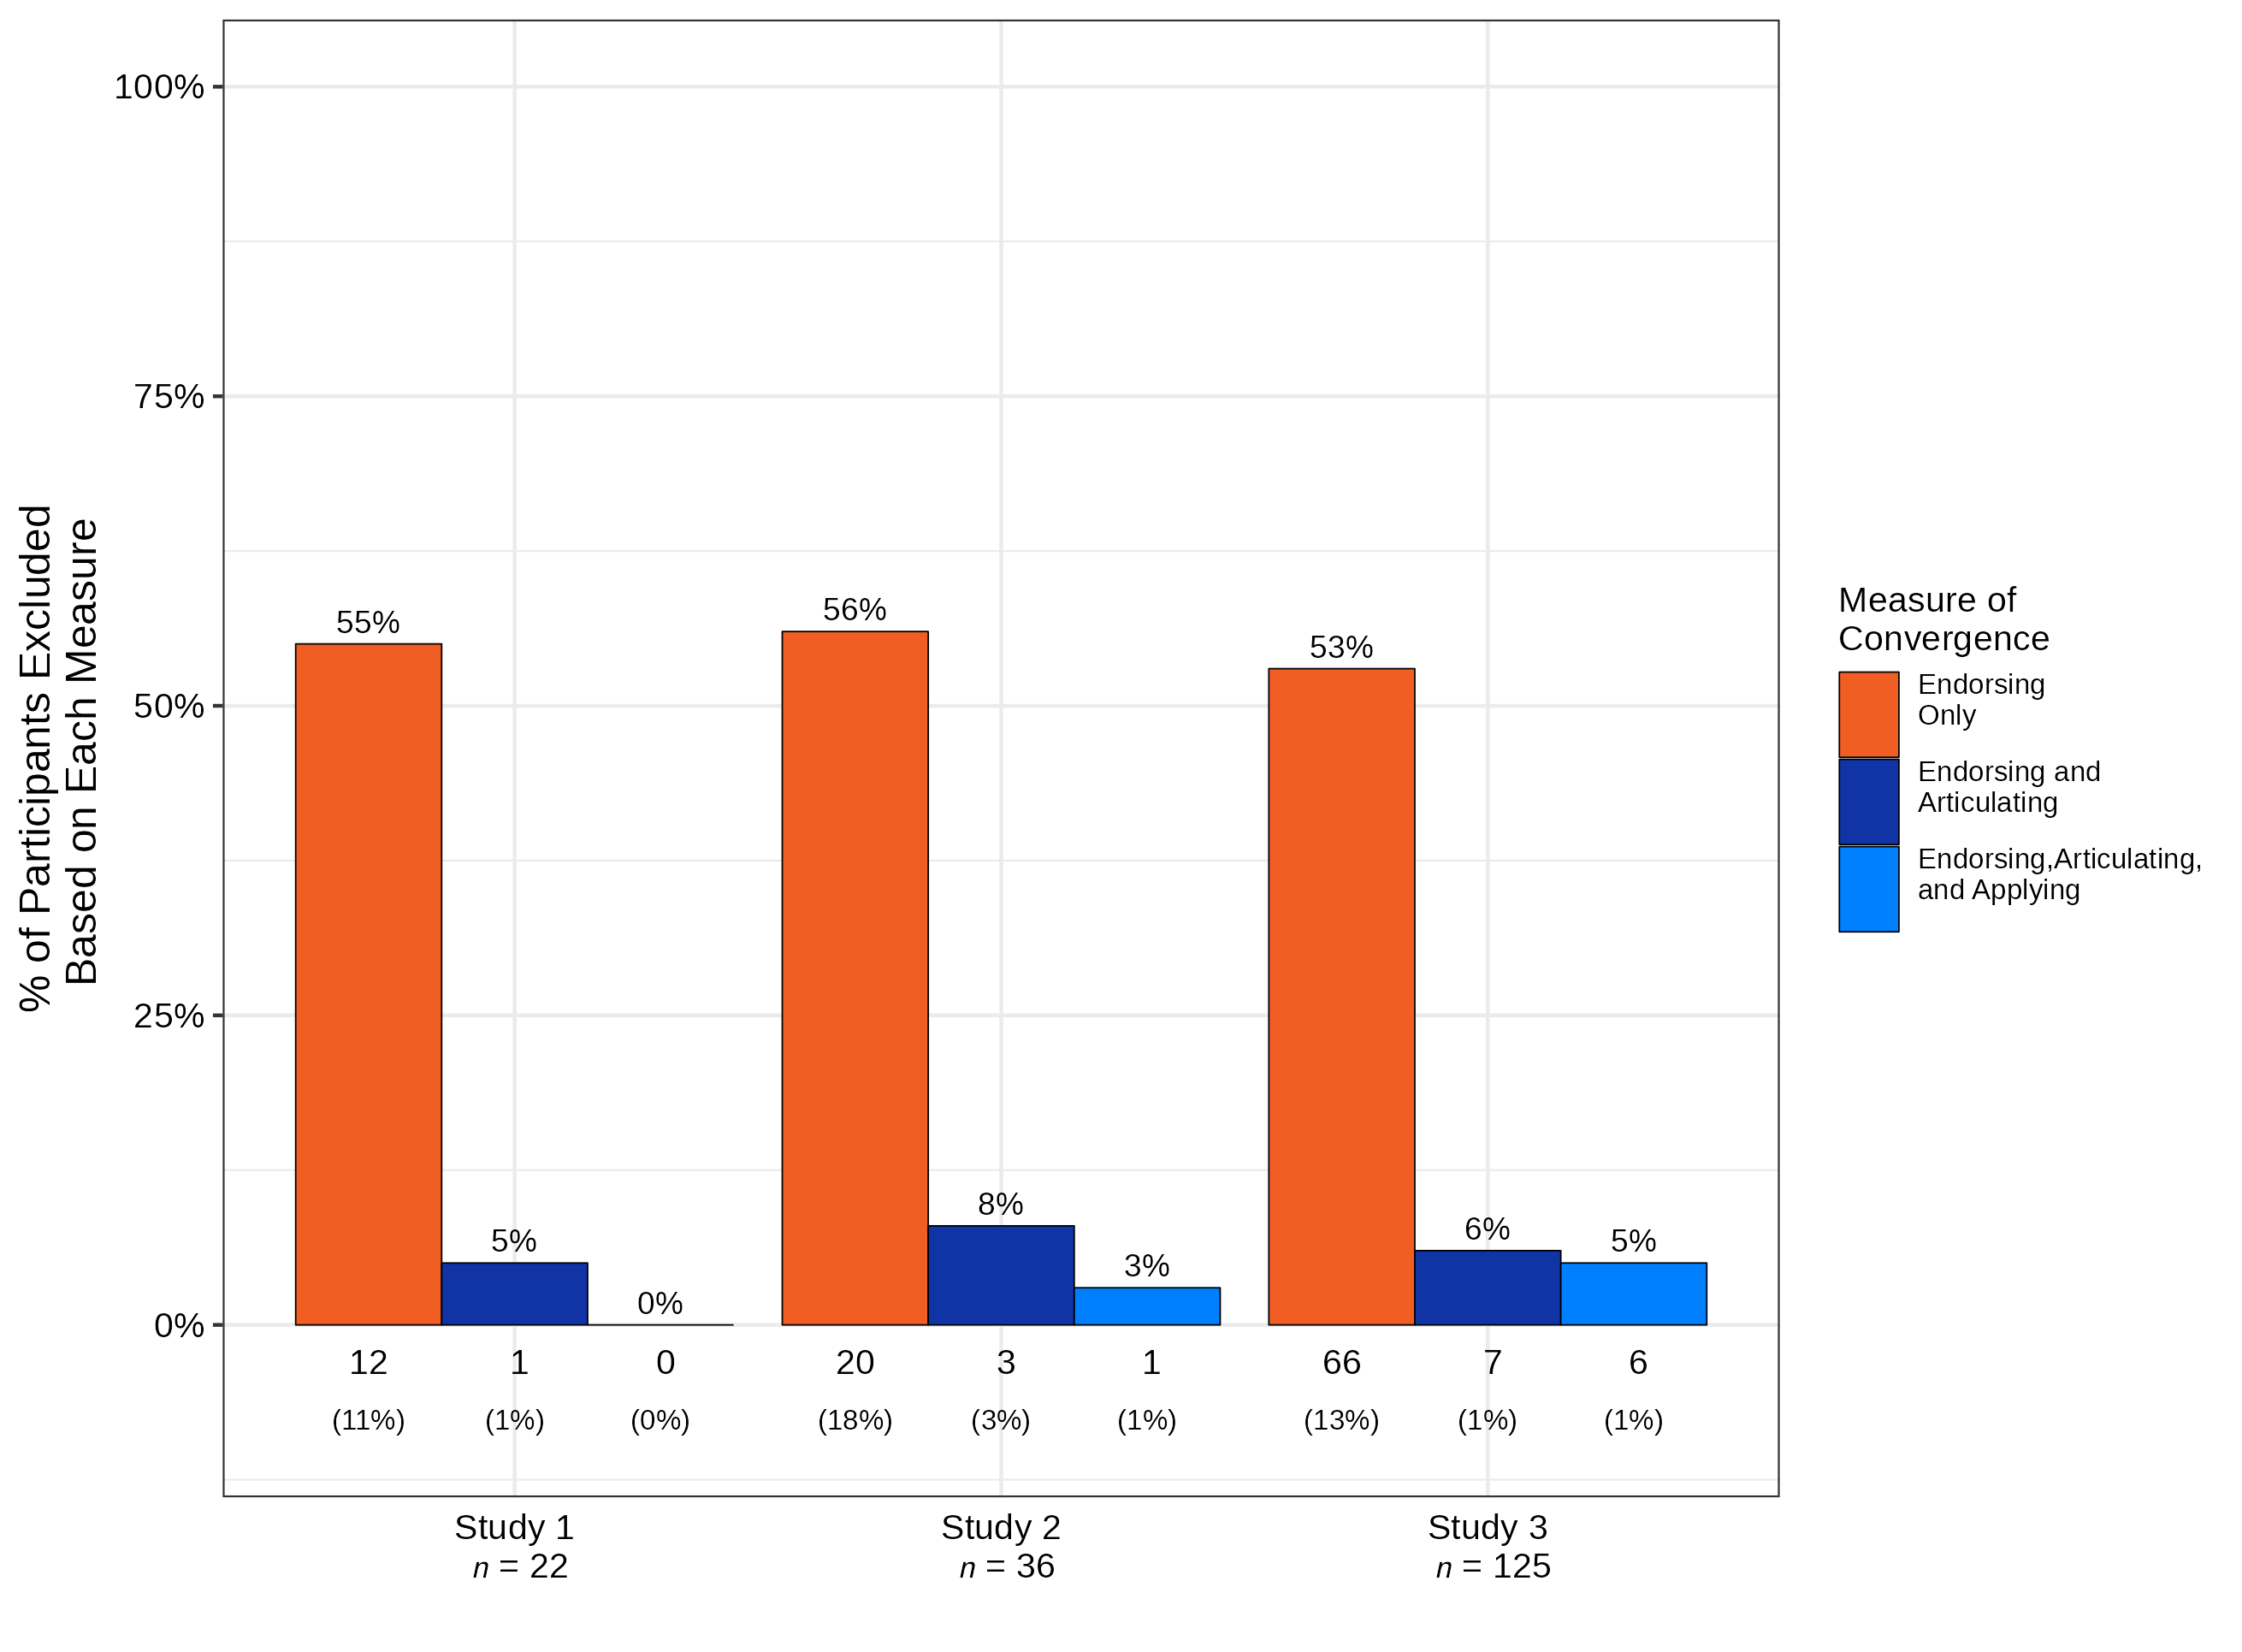 % of Participants Excluded
Based on Each Measure
100%
75%
50%
25%
0%
55%
5%
0%
56%
8%
3%
53%
6%
5%
12 1 0 20 3 1 66 7 6
(11%) (1%) (0%) (18%) (3%) (1%) (13%) (1%) (1%)
Study 1
n = 22
Study 2
n = 36
Study 3
n = 125
Measure of
Convergence
Endorsing
Only
Endorsing and
Articulating
Endorsing,Articulating,
and Applying